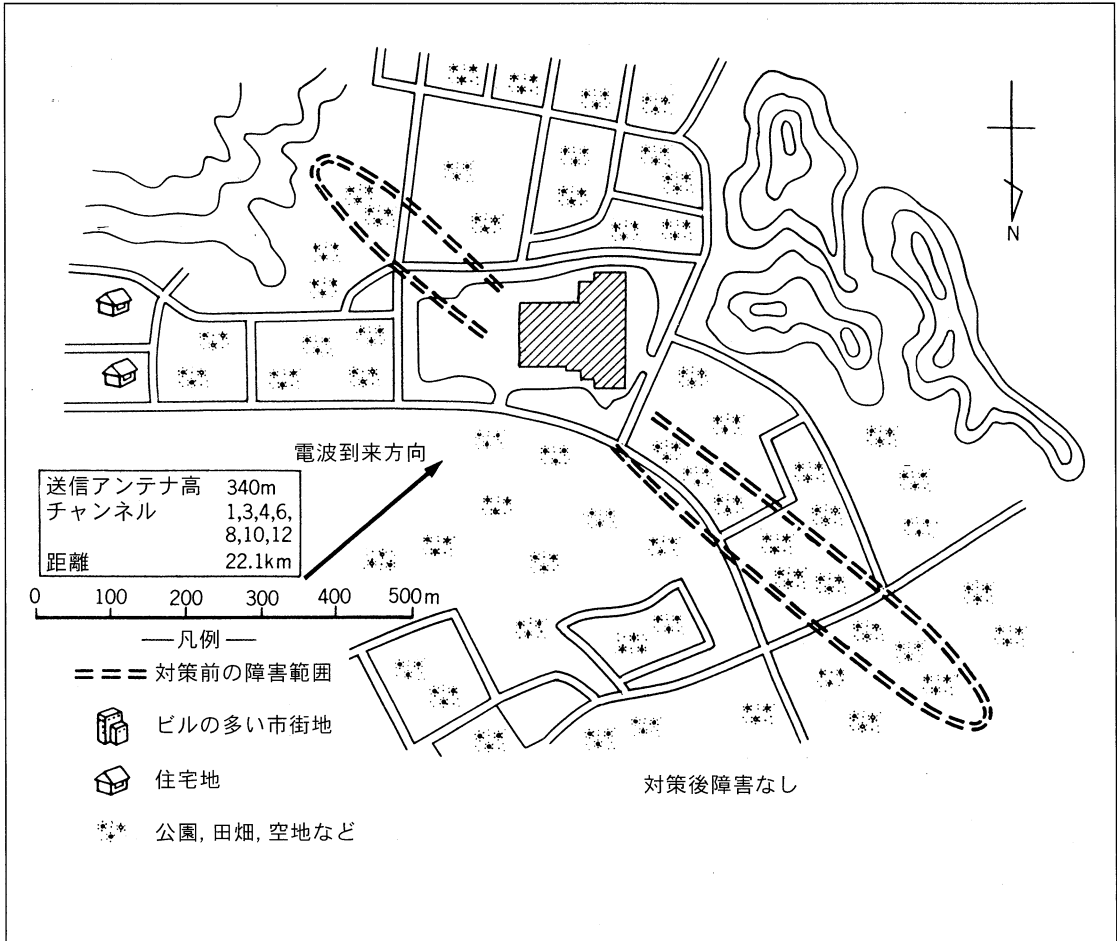 N
電波到来方向
送信アンテナ高 340m
チャンネル 1,3,4,6,
8,10,12
距離 22.1km
0 100 200 300 400 500m
—凡例—
対策前の障害範囲
ビルの多い市街地
住宅地
公園, 田畑, 空地など
対策後障害なし